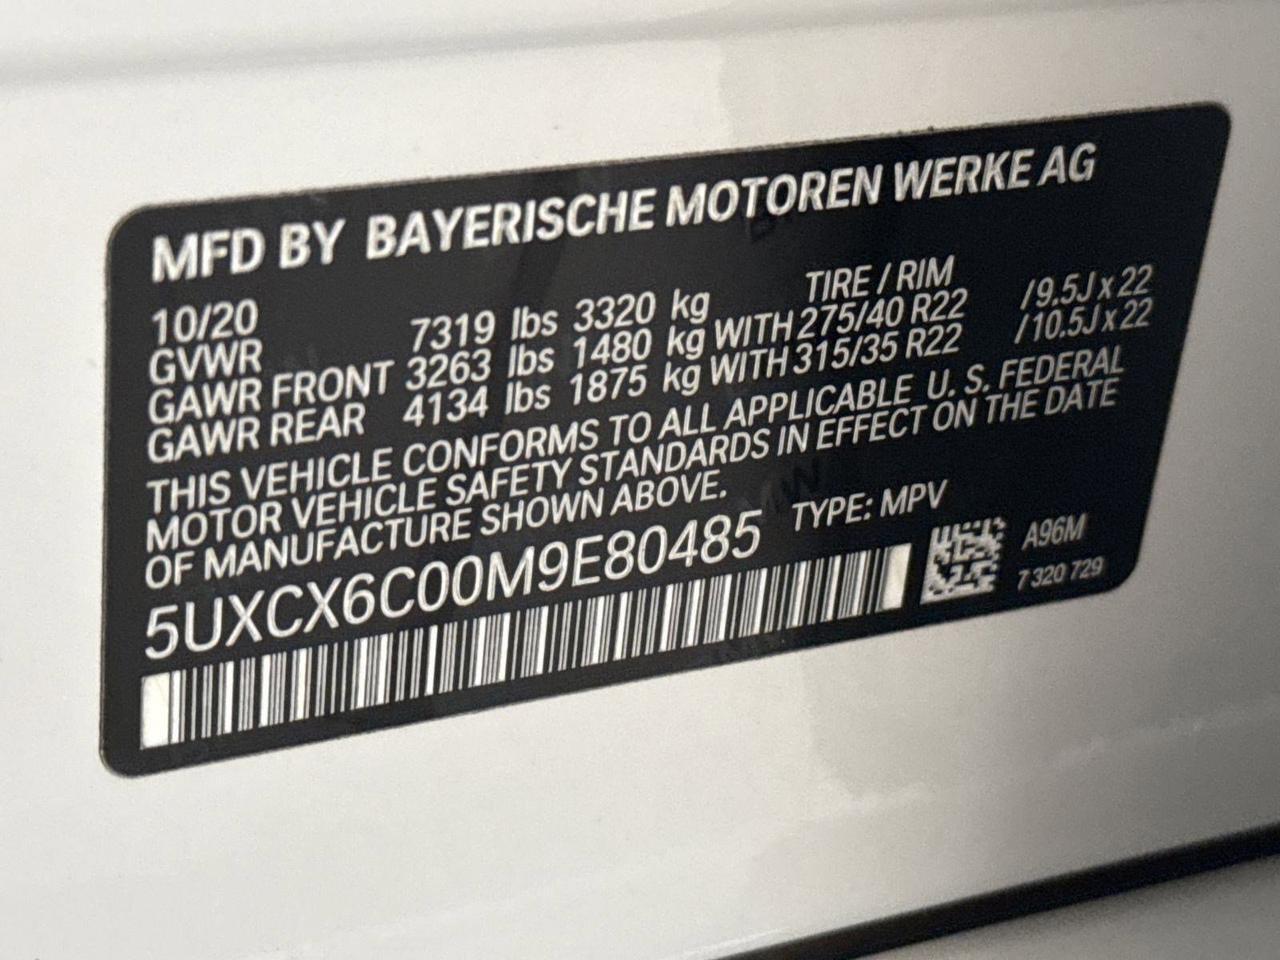 MFD BY BAYERISCHE MOTOREN WERKE AG
10/20 TIRE / RIM
GVWR 7319 lbs 3320 kg
GAWR FRONT 3263 lbs 1480 kg WITH 275/40 R22 /9.5J x 22
GAWR REAR 4134 lbs 1875 kg WITH 315/35 R22 /10.5J x 22
THIS VEHICLE CONFORMS TO ALL APPLICABLE U. S. FEDERAL
MOTOR VEHICLE SAFETY STANDARDS IN EFFECT ON THE DATE
OF MANUFACTURE SHOWN ABOVE.
5UXCX6C00M9E80485 TYPE: MPV
A96M
7 320 729